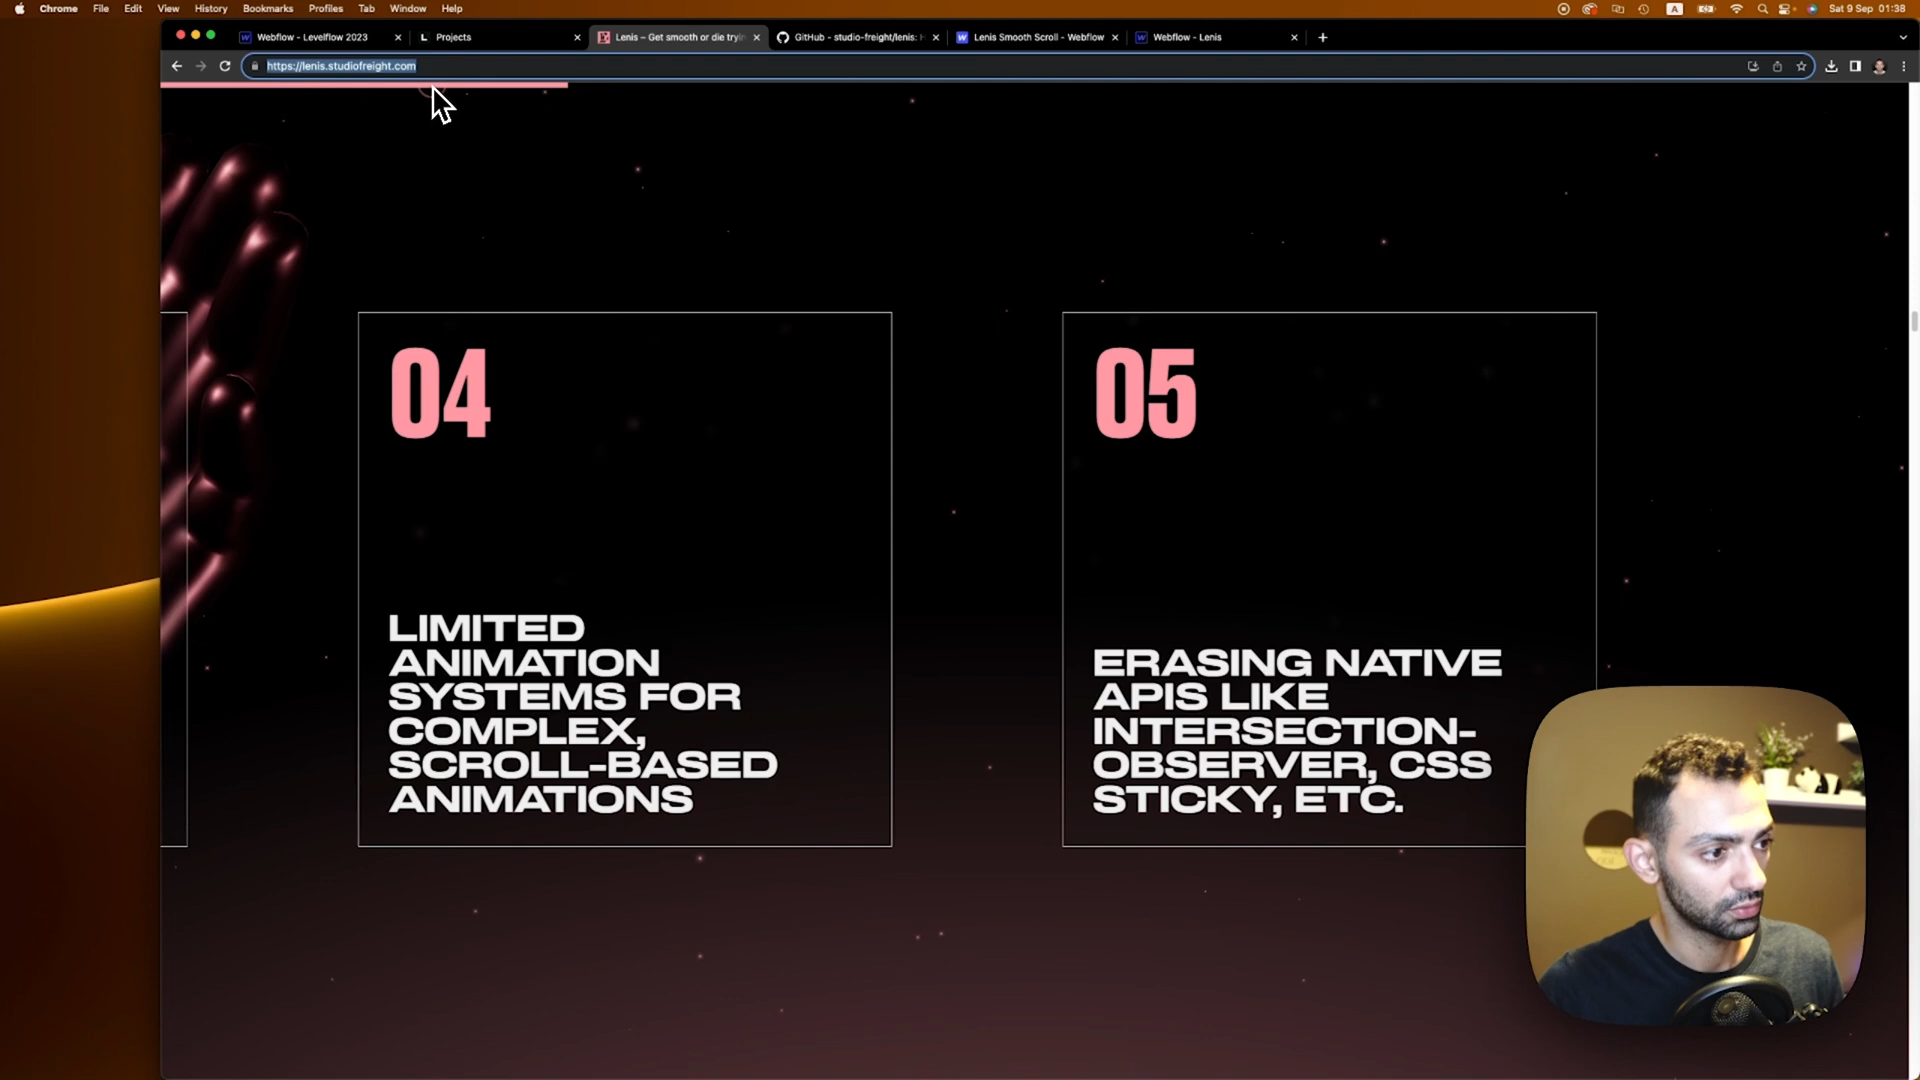 Chrome File Edit View History Bookmarks Profiles Tab Window Help
A
Sat 9 Sep 01:38
Webflow - Levelflow 2023
L Projects
Lenis – Get smooth or die tryi
GitHub - studio-freight/lenis:
Lenis Smooth Scroll - Webflow
Webflow - Lenis
https://lenis.studiofreight.com
04
LIMITED
ANIMATION
SYSTEMS FOR
COMPLEX,
SCROLL-BASED
ANIMATIONS
05
ERASING NATIVE
APIS LIKE
INTERSECTION-
OBSERVER, CSS
STICKY, ETC.